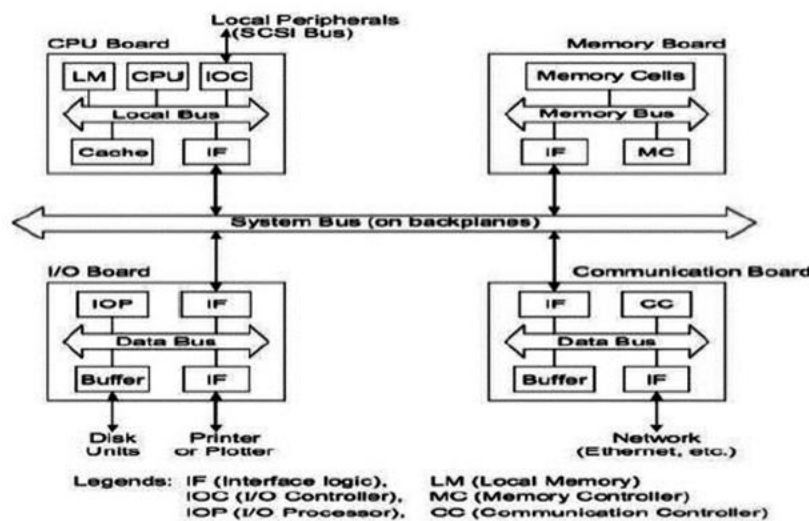 Local Peripherals
(SCSI Bus)
CPU Board
LM CPU IOC
Local Bus
Cache IF
Memory Board
Memory Cells
Memory Bus
IF MC
System Bus (on backplanes)
I/O Board
IOP IF
Data Bus
Buffer IF
Disk
Units
Printer
or Plotter
Communication Board
IF CC
Data Bus
Buffer IF
Network
(Ethernet, etc.)
Legends: IF (Interface logic), LM (Local Memory)
IOC (I/O Controller), MC (Memory Controller)
IOP (I/O Processor), CC (Communication Controller)